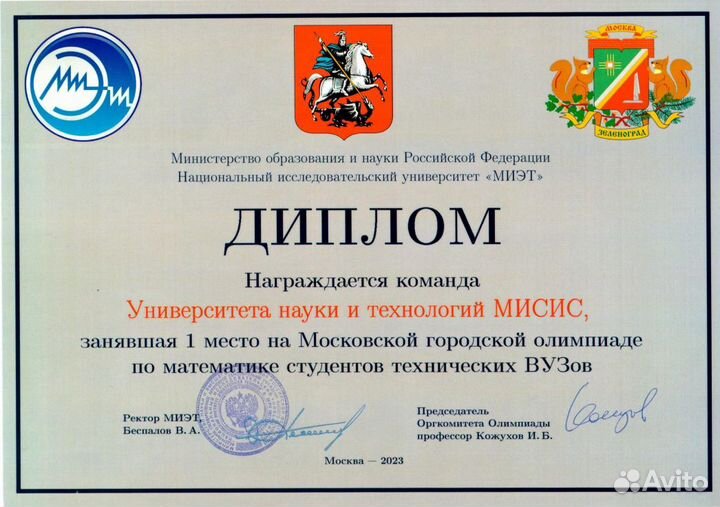 МИЭТ
МОСКВА
ЗЕЛЕНОГРАД
Министерство образования и науки Российской Федерации
Национальный исследовательский университет «МИЭТ»
ДИПЛОМ
Награждается команда
Университета науки и технологий МИСИС,
занявшая 1 место на Московской городской олимпиаде
по математике студентов технических ВУЗов
Ректор МИЭТ,
Беспалов В. А.
Председатель
Оргкомитета Олимпиады
профессор Кожухов И. Б.
Москва — 2023
Avito